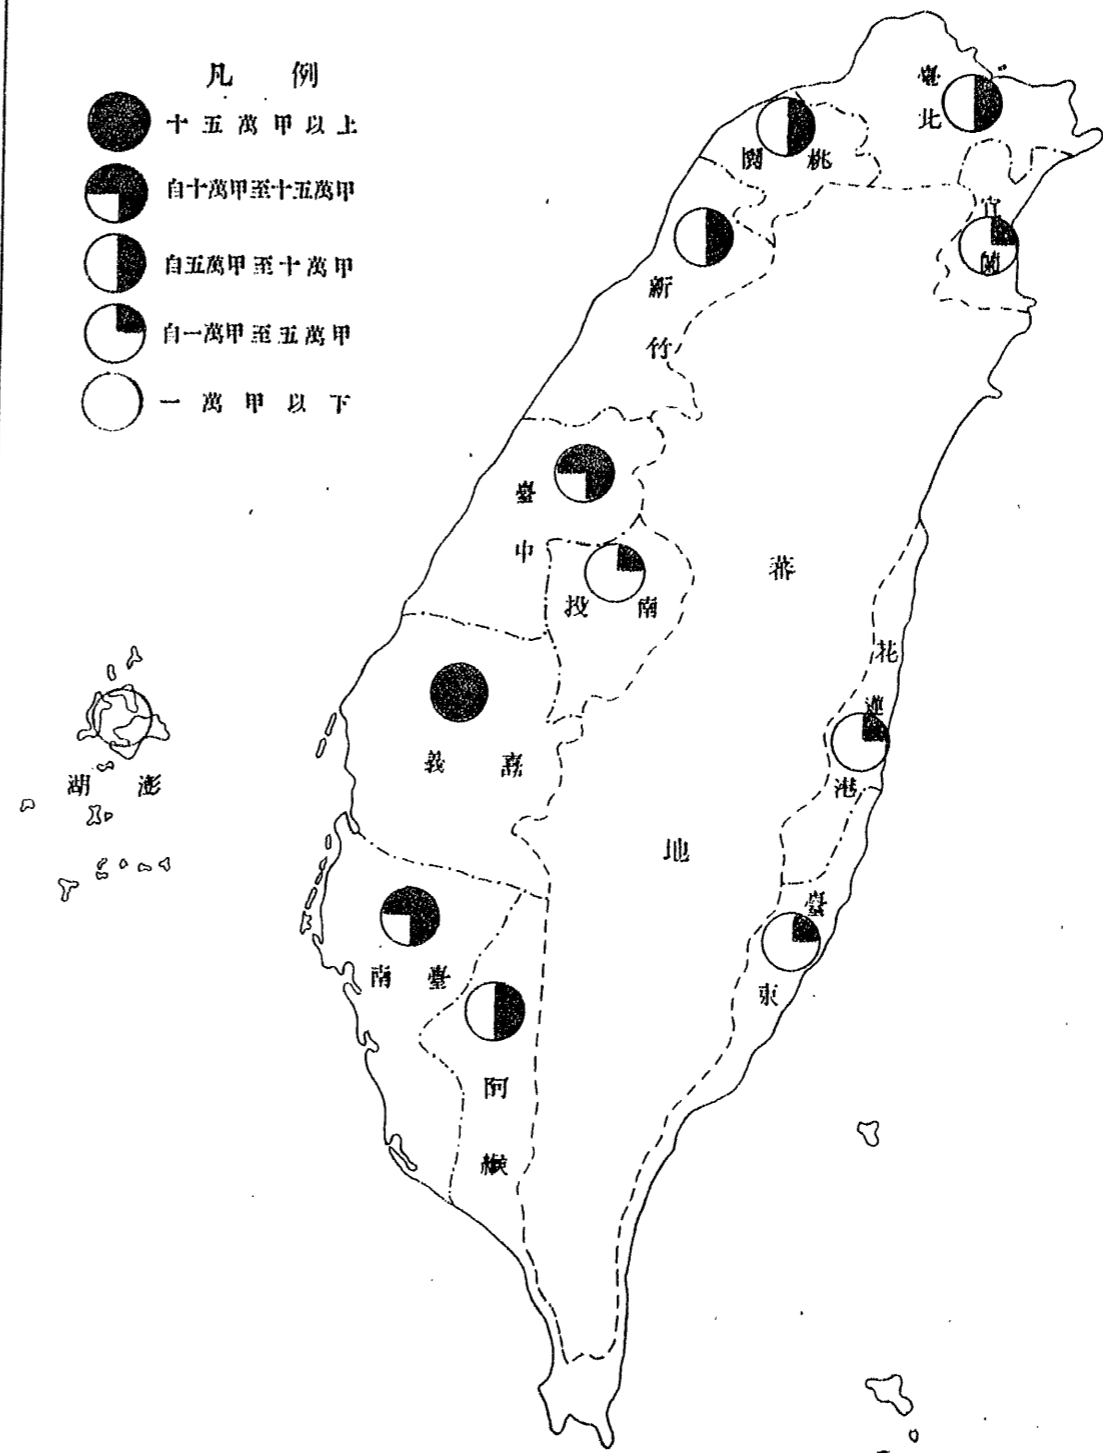 凡例
十五萬甲以上
自十萬甲至十五萬甲
自五萬甲至十萬甲
自一萬甲至五萬甲
一萬甲以下
臺北
桃園
宜蘭
新竹
臺中
南投
蕃地
花蓮港
嘉義
澎湖
臺南
臺東
阿緱